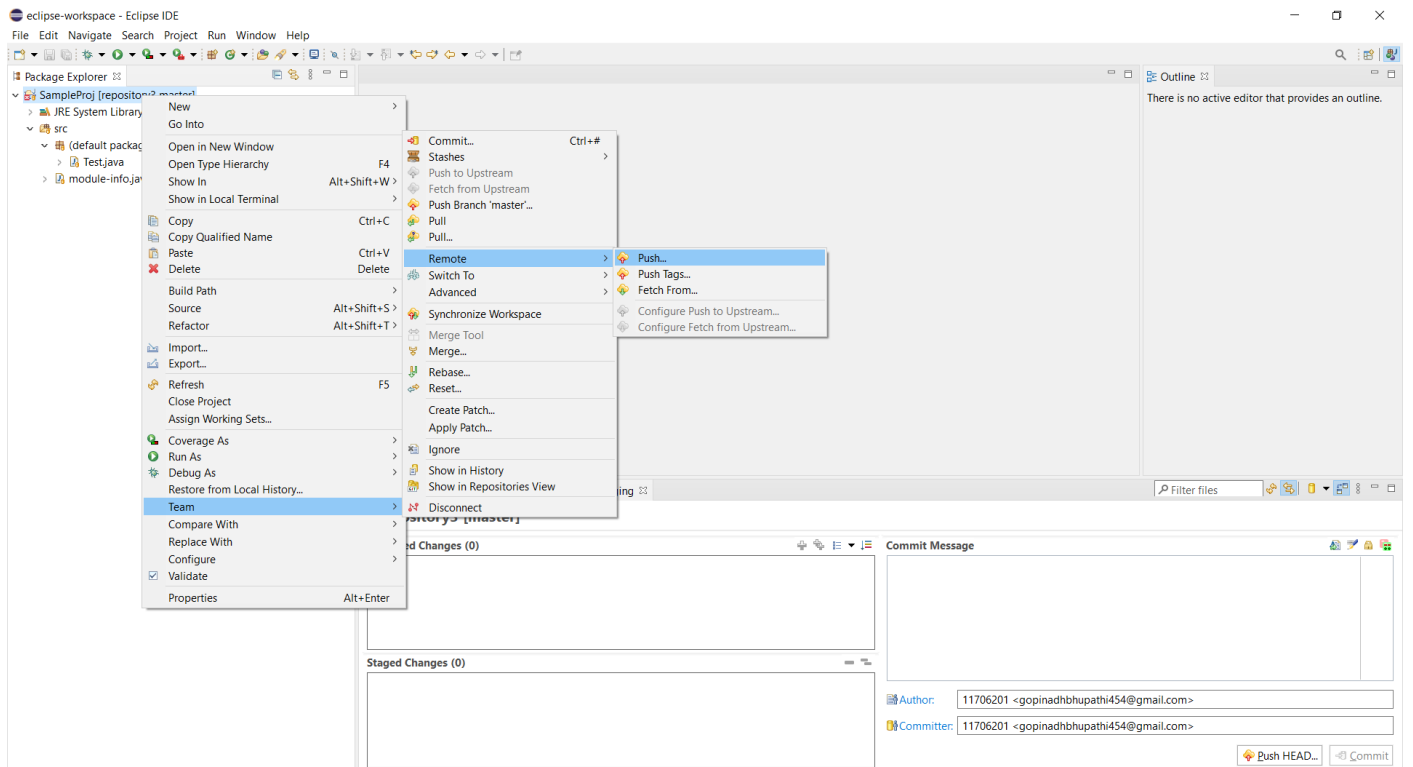 eclipse-workspace - Eclipse IDE
File Edit Navigate Search Project Run Window Help
Package Explorer
SampleProj [repository3 master]
JRE System Library
src
(default packag
Test.java
module-info.jav
New
Go Into
Open in New Window
Open Type Hierarchy F4
Show In Alt+Shift+W
Show in Local Terminal
Copy Ctrl+C
Copy Qualified Name
Paste Ctrl+V
Delete Delete
Build Path
Source Alt+Shift+S
Refactor Alt+Shift+T
Import...
Export...
Refresh F5
Close Project
Assign Working Sets...
Coverage As
Run As
Debug As
Restore from Local History...
Team
Compare With
Replace With
Configure
Validate
Properties Alt+Enter
Commit... Ctrl+#
Stashes
Push to Upstream
Fetch from Upstream
Push Branch 'master'...
Pull
Pull...
Remote
Switch To
Advanced
Synchronize Workspace
Merge Tool
Merge...
Rebase...
Reset...
Create Patch...
Apply Patch...
Ignore
Show in History
Show in Repositories View
Disconnect
Push...
Push Tags...
Fetch From...
Configure Push to Upstream...
Configure Fetch from Upstream...
Outline
There is no active editor that provides an outline.
ging
Filter files
ository3 [master]
ed Changes (0)
Staged Changes (0)
Commit Message
Author: 11706201 <gopinadhbhupathi454@gmail.com>
Committer: 11706201 <gopinadhbhupathi454@gmail.com>
Push HEAD... Commit